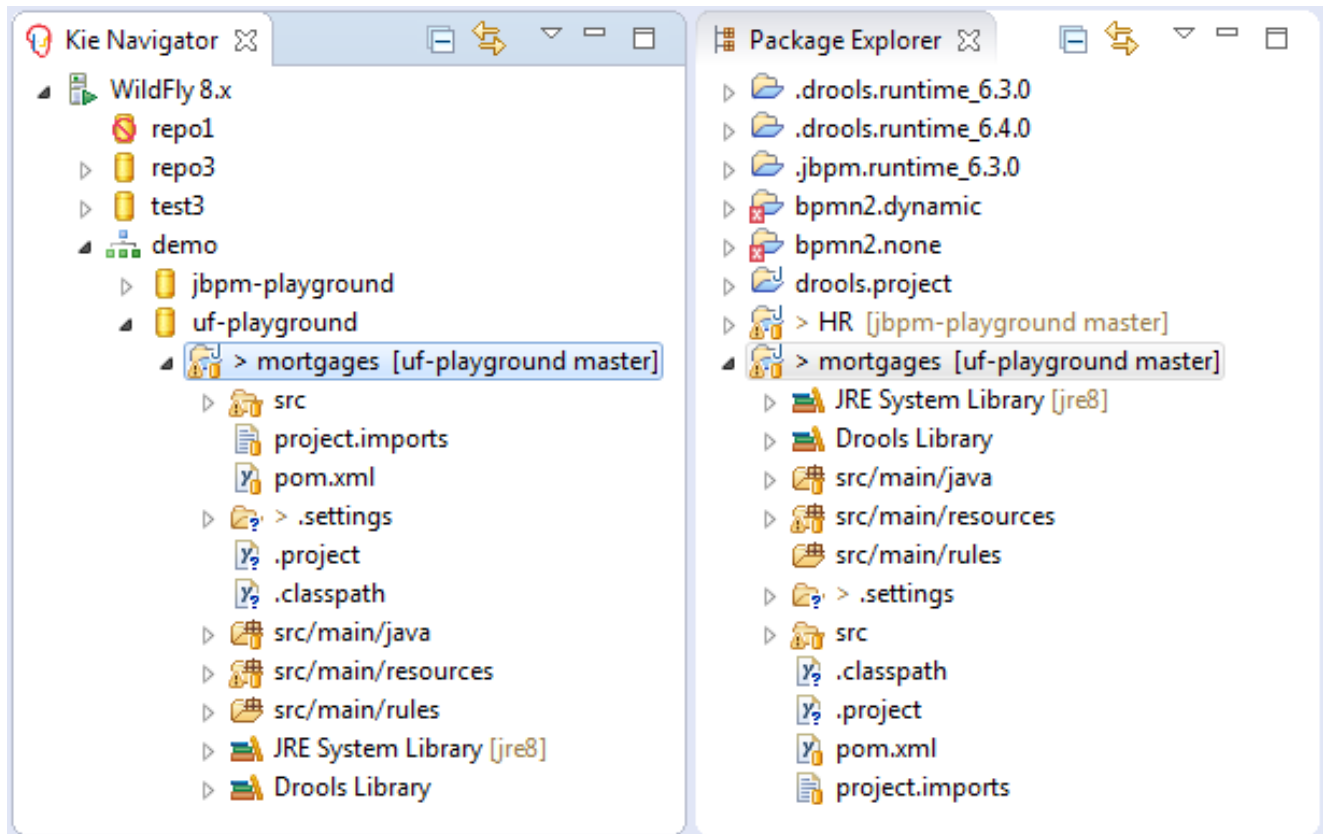 Kie Navigator
WildFly 8.x
repo1
repo3
test3
demo
jbpm-playground
uf-playground
> mortgages [uf-playground master]
src
project.imports
pom.xml
> .settings
.project
.classpath
src/main/java
src/main/resources
src/main/rules
JRE System Library [jre8]
Drools Library
Package Explorer
.drools.runtime_6.3.0
.drools.runtime_6.4.0
.jbpm.runtime_6.3.0
bpmn2.dynamic
bpmn2.none
drools.project
> HR [jbpm-playground master]
> mortgages [uf-playground master]
JRE System Library [jre8]
Drools Library
src/main/java
src/main/resources
src/main/rules
> .settings
src
.classpath
.project
pom.xml
project.imports